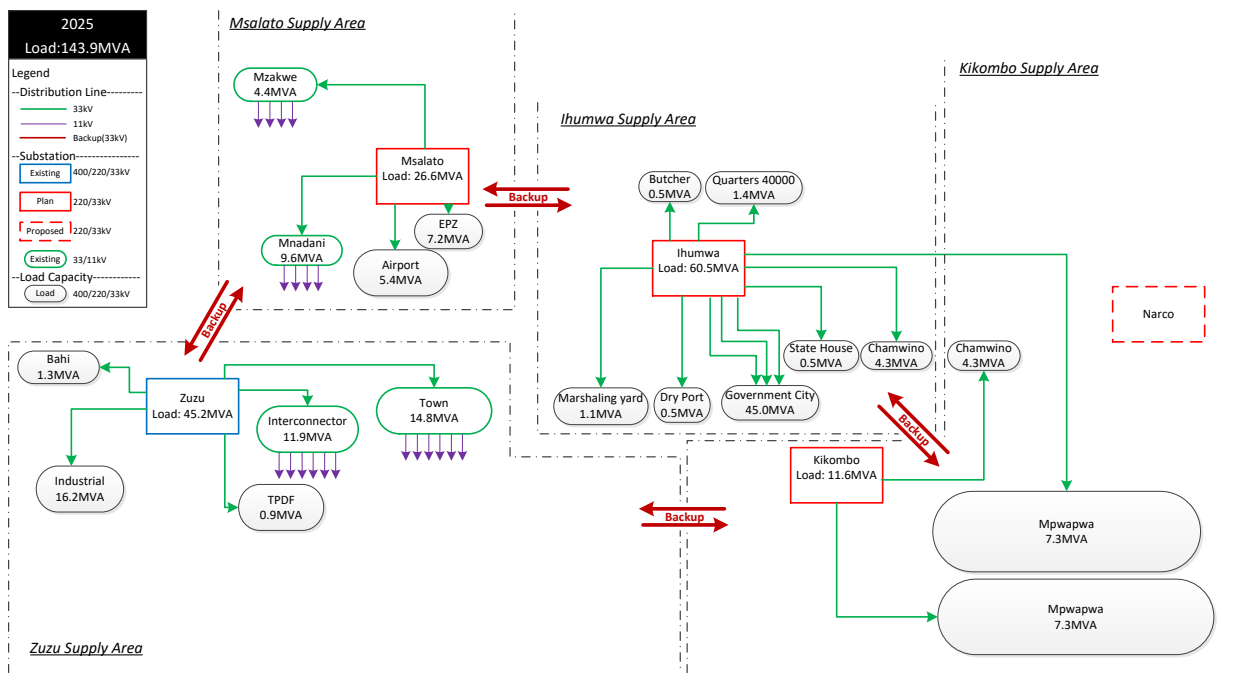 2025
Load:143.9MVA
Legend
--Distribution Line---------
33kV
11kV
Backup(33kV)
--Substation-------------
Existing 400/220/33kV
Plan 220/33kV
Proposed 220/33kV
Existing 33/11kV
--Load Capacity------------
Load 400/220/33kV
Msalato Supply Area
Mzakwe
4.4MVA
Msalato
Load: 26.6MVA
Mnadani
9.6MVA
EPZ
7.2MVA
Airport
5.4MVA
Backup
Backup
Ihumwa Supply Area
Butcher
0.5MVA
Quarters 40000
1.4MVA
Ihumwa
Load: 60.5MVA
State House
0.5MVA
Chamwino
4.3MVA
Marshaling yard
1.1MVA
Dry Port
0.5MVA
Government City
45.0MVA
Kikombo Supply Area
Narco
Chamwino
4.3MVA
Backup
Kikombo
Load: 11.6MVA
Mpwapwa
7.3MVA
Mpwapwa
7.3MVA
Backup
Bahi
1.3MVA
Zuzu
Load: 45.2MVA
Town
14.8MVA
Interconnector
11.9MVA
Industrial
16.2MVA
TPDF
0.9MVA
Zuzu Supply Area